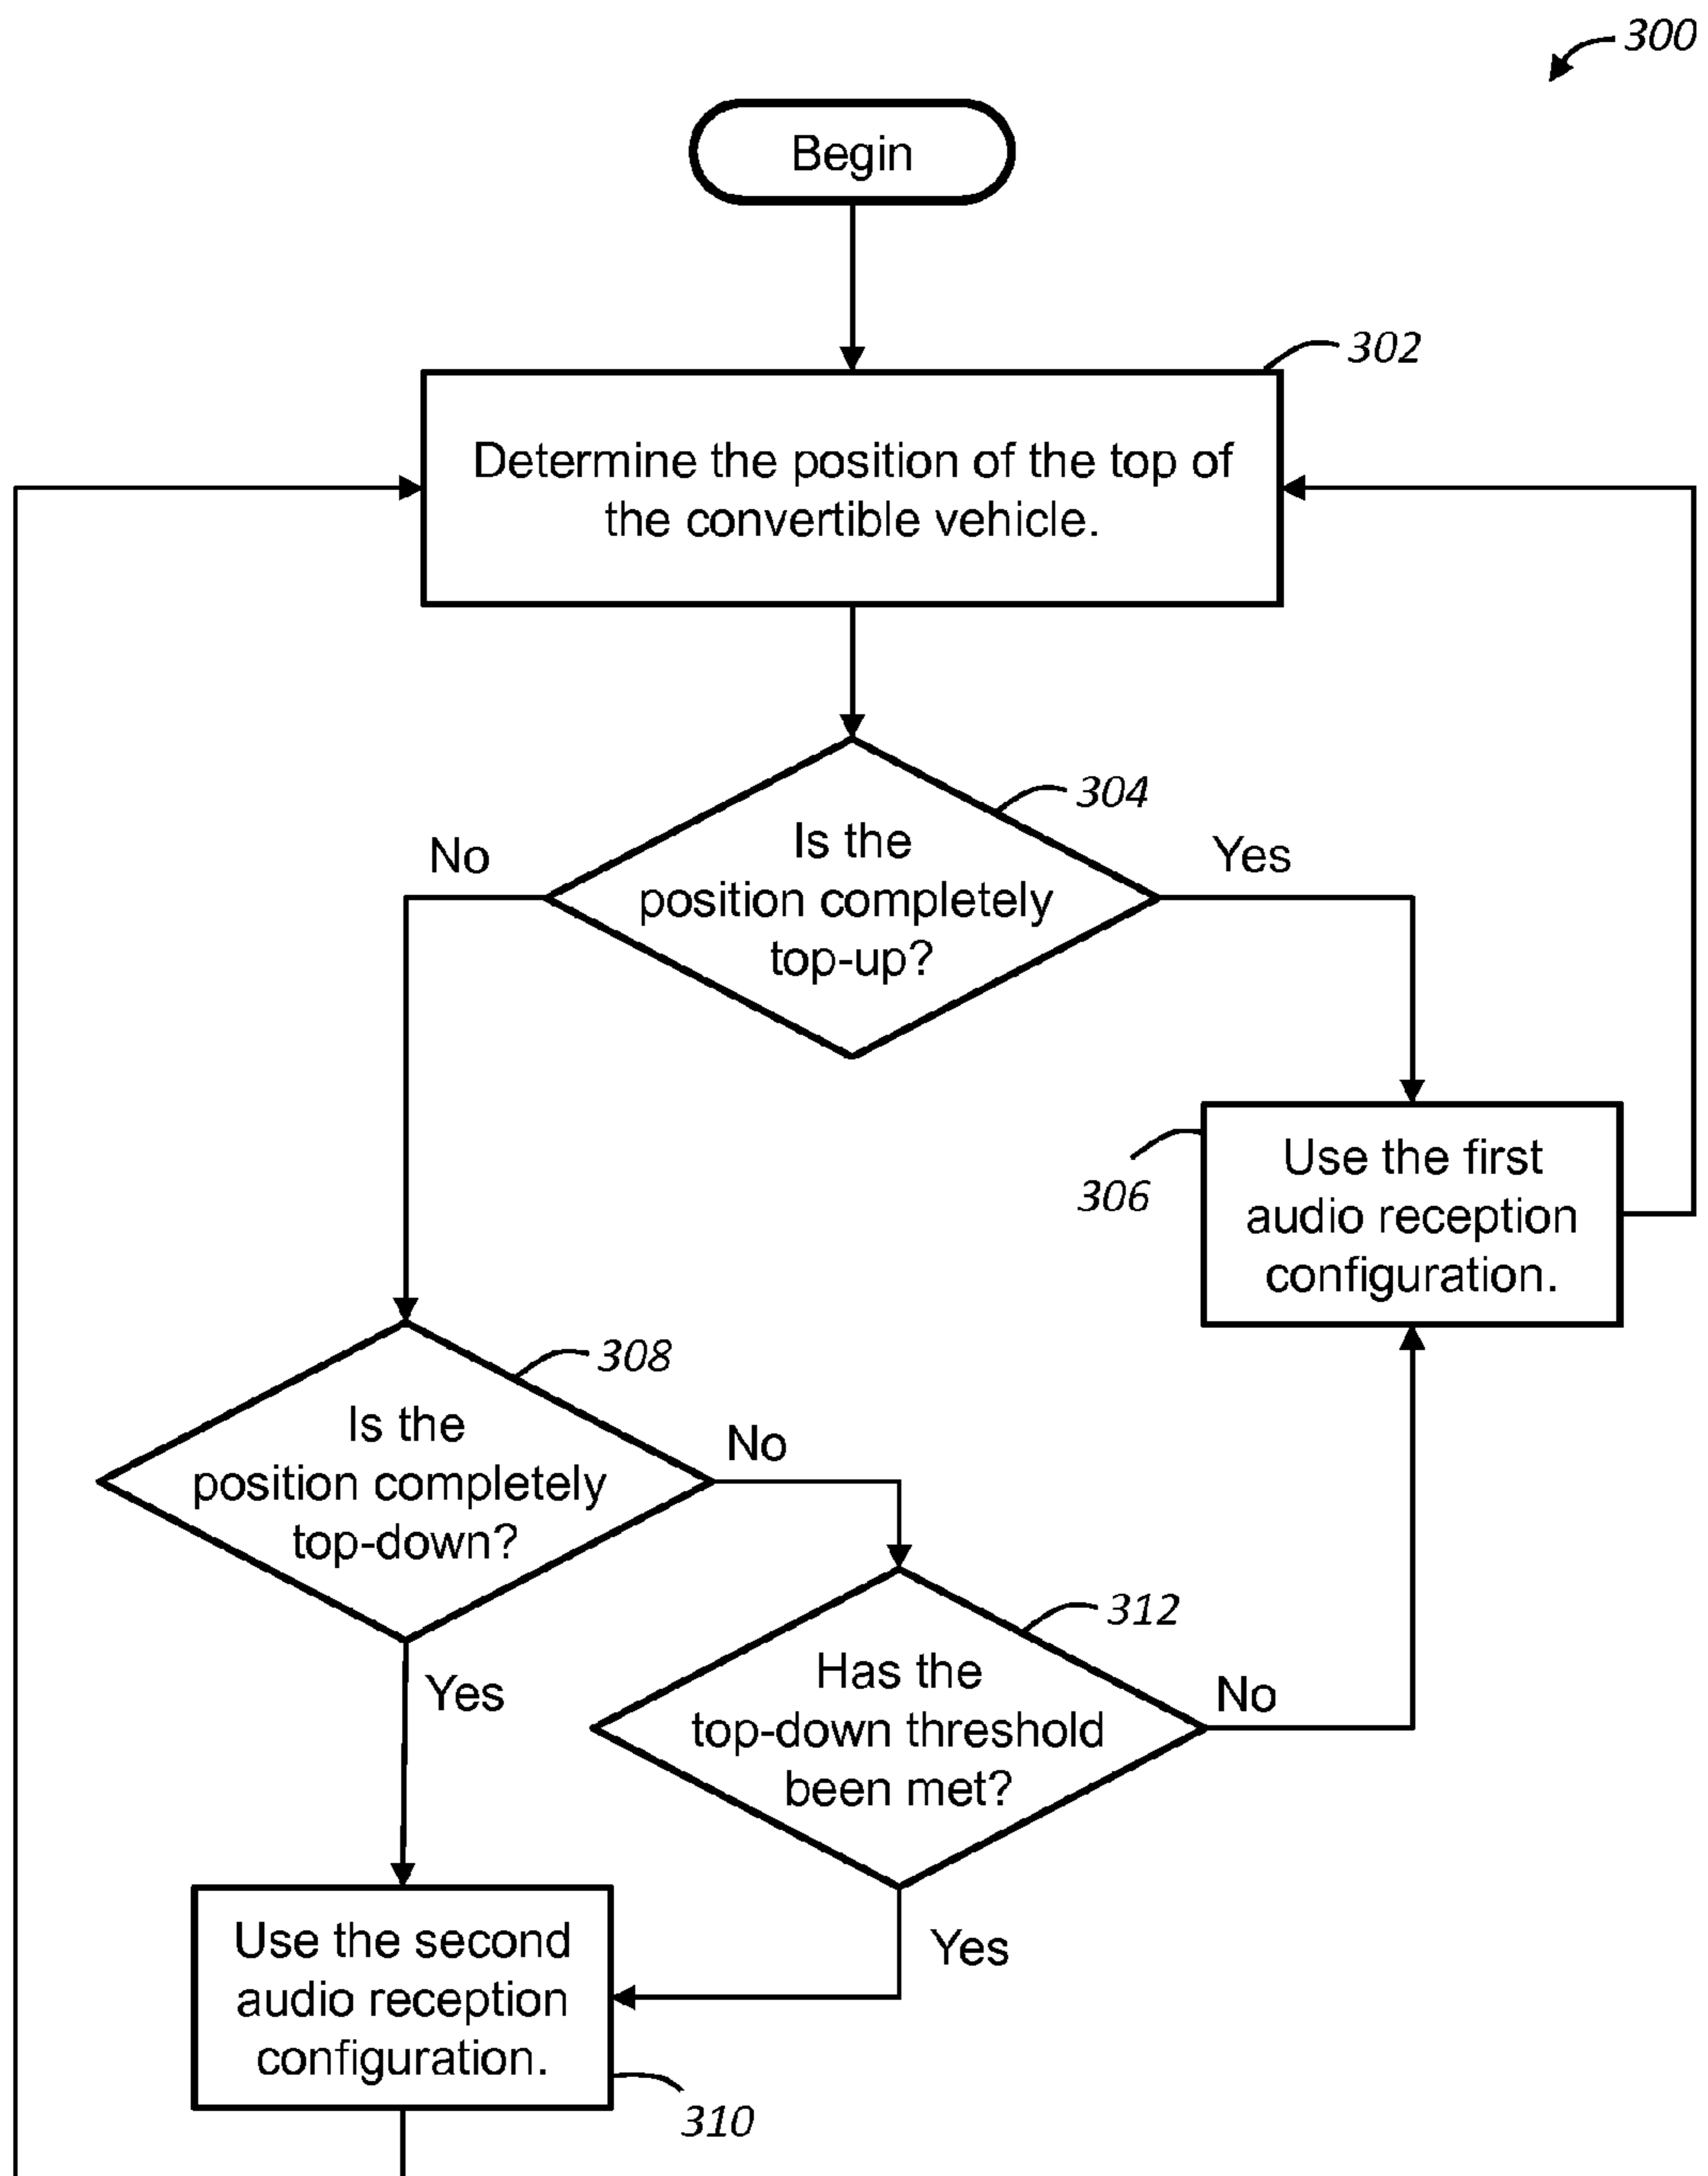 300
Begin
302
Determine the position of the top of
the convertible vehicle.
304
No
Yes
Is the
position completely
top-up?
306
Use the first
audio reception
configuration.
308
Is the
position completely
top-down?
No
312
Has the
top-down threshold
been met?
No
Yes
Use the second
audio reception
configuration.
Yes
310